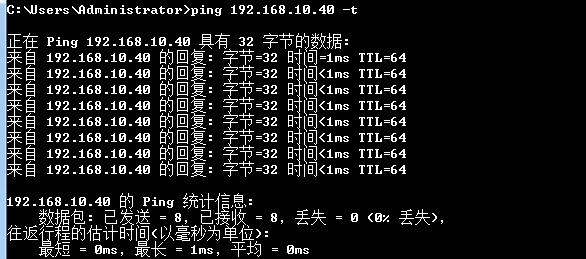 C:\Users\Administrator>ping 192.168.10.40 -t
正在 Ping 192.168.10.40 具有 32 字节的数据:
来自 192.168.10.40 的回复: 字节=32 时间=1ms TTL=64
来自 192.168.10.40 的回复: 字节=32 时间<1ms TTL=64
来自 192.168.10.40 的回复: 字节=32 时间<1ms TTL=64
来自 192.168.10.40 的回复: 字节=32 时间<1ms TTL=64
来自 192.168.10.40 的回复: 字节=32 时间<1ms TTL=64
来自 192.168.10.40 的回复: 字节=32 时间<1ms TTL=64
来自 192.168.10.40 的回复: 字节=32 时间<1ms TTL=64
来自 192.168.10.40 的回复: 字节=32 时间<1ms TTL=64
192.168.10.40 的 Ping 统计信息:
数据包: 已发送 = 8, 已接收 = 8, 丢失 = 0 (0% 丢失),
往返行程的估计时间(以毫秒为单位):
最短 = 0ms, 最长 = 1ms, 平均 = 0ms